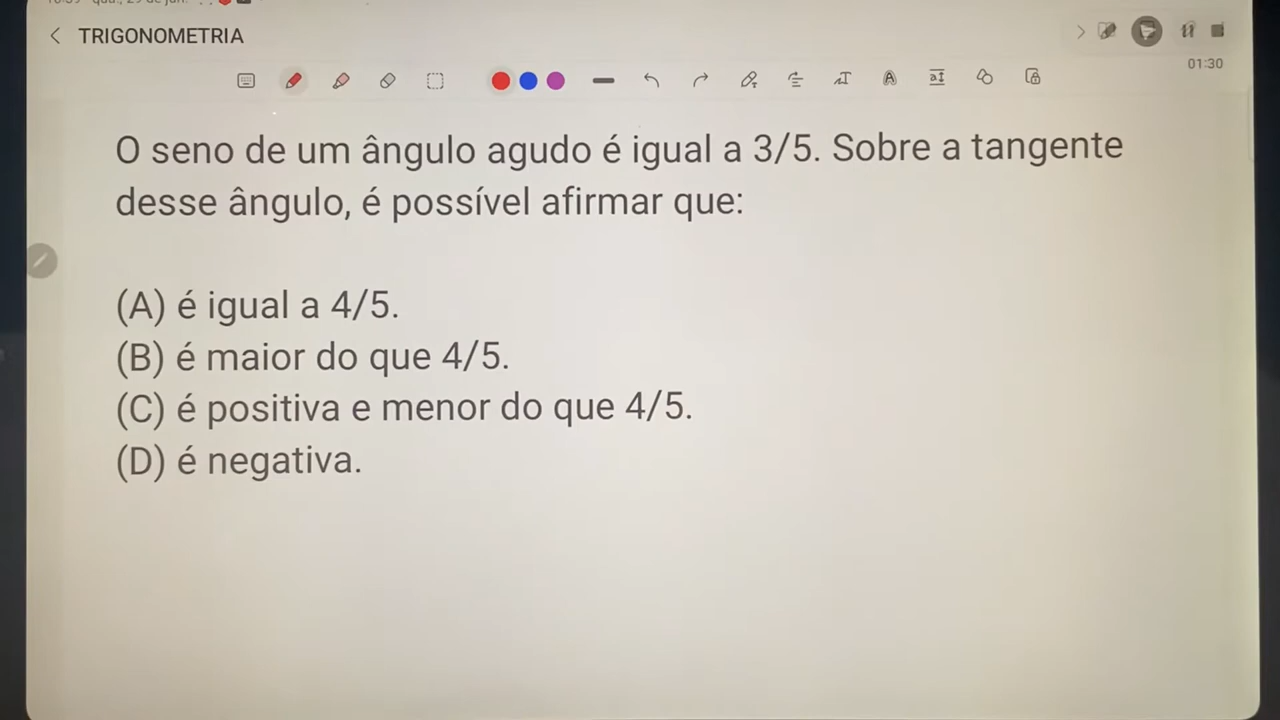 TRIGONOMETRIA
01:30
O seno de um ângulo agudo é igual a 3/5. Sobre a tangente
desse ângulo, é possível afirmar que:
(A) é igual a 4/5.
(B) é maior do que 4/5.
(C) é positiva e menor do que 4/5.
(D) é negativa.